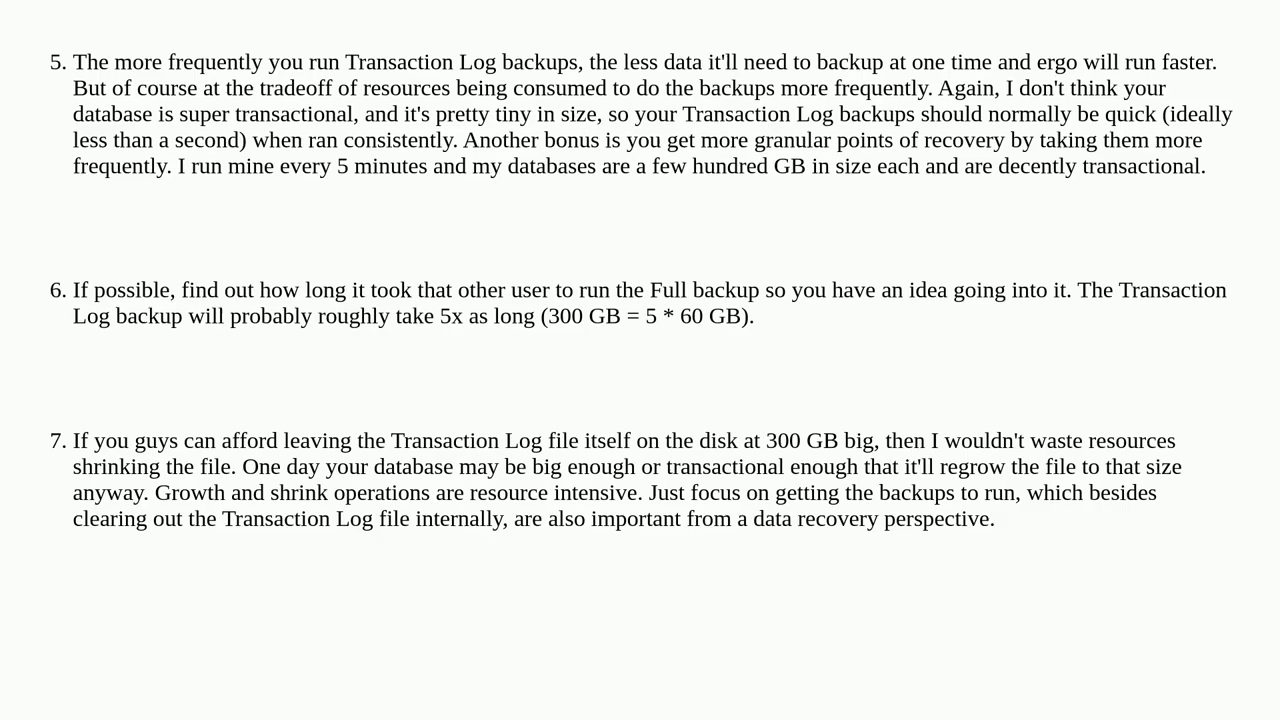 5. The more frequently you run Transaction Log backups, the less data it'll need to backup at one time and ergo will run faster.
But of course at the tradeoff of resources being consumed to do the backups more frequently. Again, I don't think your
database is super transactional, and it's pretty tiny in size, so your Transaction Log backups should normally be quick (ideally
less than a second) when ran consistently. Another bonus is you get more granular points of recovery by taking them more
frequently. I run mine every 5 minutes and my databases are a few hundred GB in size each and are decently transactional.
6. If possible, find out how long it took that other user to run the Full backup so you have an idea going into it. The Transaction
Log backup will probably roughly take 5x as long (300 GB = 5 * 60 GB).
7. If you guys can afford leaving the Transaction Log file itself on the disk at 300 GB big, then I wouldn't waste resources
shrinking the file. One day your database may be big enough or transactional enough that it'll regrow the file to that size
anyway. Growth and shrink operations are resource intensive. Just focus on getting the backups to run, which besides
clearing out the Transaction Log file internally, are also important from a data recovery perspective.